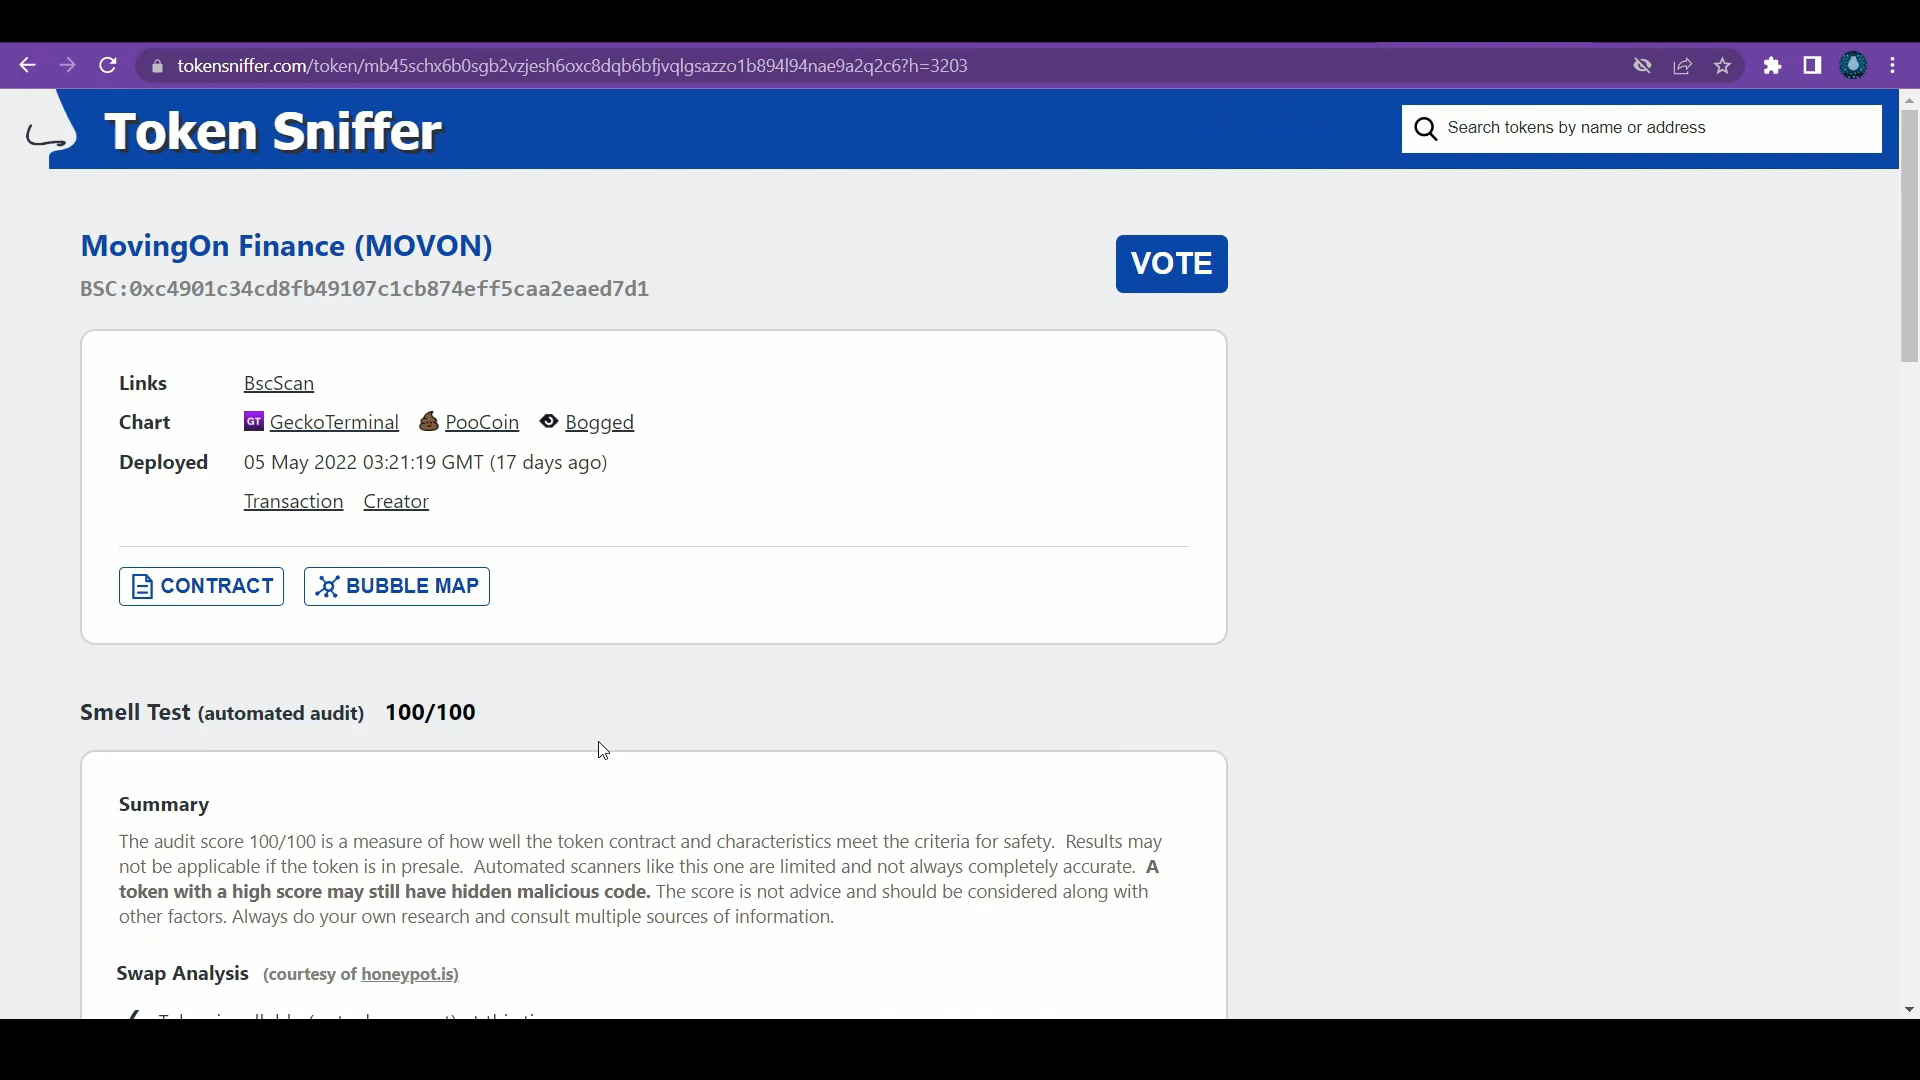 tokensniffer.com/token/mb45schx6b0sgb2vzjesh6oxc8dqb6bfjvqlgsazzo1b894l94nae9a2q2c6?h=3203
Token Sniffer
Search tokens by name or address
MovingOn Finance (MOVON)
VOTE
BSC:0xc4901c34cd8fb49107c1cb874eff5caa2eaed7d1
Links BscScan
Chart GT GeckoTerminal PooCoin Bogged
Deployed 05 May 2022 03:21:19 GMT (17 days ago)
Transaction Creator
CONTRACT BUBBLE MAP
Smell Test (automated audit) 100/100
Summary
The audit score 100/100 is a measure of how well the token contract and characteristics meet the criteria for safety. Results may
not be applicable if the token is in presale. Automated scanners like this one are limited and not always completely accurate. A
token with a high score may still have hidden malicious code. The score is not advice and should be considered along with
other factors. Always do your own research and consult multiple sources of information.
Swap Analysis (courtesy of honeypot.is)